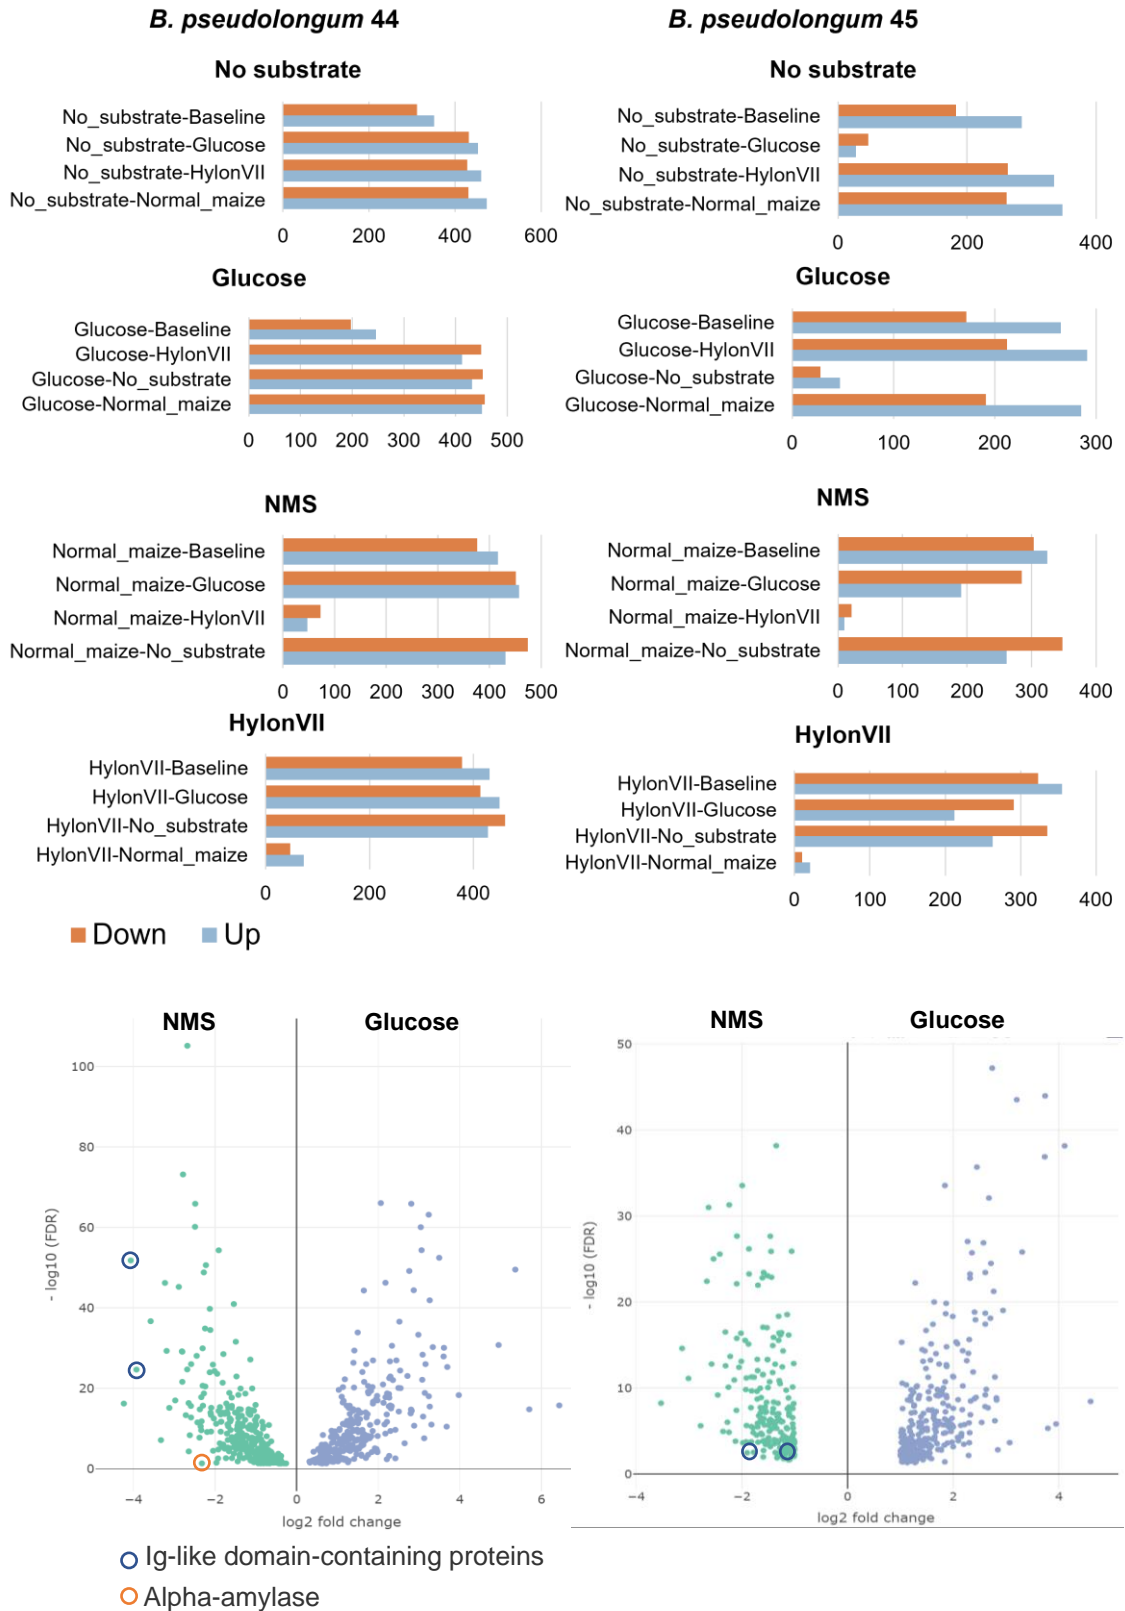 B. pseudolongum 44
No substrate
No_substrate-Baseline
No_substrate-Glucose
No_substrate-HylonVII
No_substrate-Normal_maize
0 200 400 600
Glucose
Glucose-Baseline
Glucose-HylonVII
Glucose-No_substrate
Glucose-Normal_maize
0 100 200 300 400 500
NMS
Normal_maize-Baseline
Normal_maize-Glucose
Normal_maize-HylonVII
Normal_maize-No_substrate
0 100 200 300 400 500
HylonVII
HylonVII-Baseline
HylonVII-Glucose
HylonVII-No_substrate
HylonVII-Normal_maize
0 200 400
Down Up
B. pseudolongum 45
No substrate
No_substrate-Baseline
No_substrate-Glucose
No_substrate-HylonVII
No_substrate-Normal_maize
0 200 400
Glucose
Glucose-Baseline
Glucose-HylonVII
Glucose-No_substrate
Glucose-Normal_maize
0 100 200 300
NMS
Normal_maize-Baseline
Normal_maize-Glucose
Normal_maize-HylonVII
Normal_maize-No_substrate
0 100 200 300 400
HylonVII
HylonVII-Baseline
HylonVII-Glucose
HylonVII-No_substrate
HylonVII-Normal_maize
0 100 200 300 400
NMS Glucose
100
80
60
40
20
0
- log10 (FDR)
−4 −2 0 2 4 6
log2 fold change
NMS Glucose
50
40
30
20
10
0
- log10 (FDR)
−4 −2 0 2 4
log2 fold change
Ig-like domain-containing proteins
Alpha-amylase